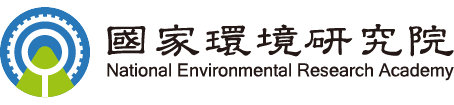 國家環境研究院
National Environmental Research Academy